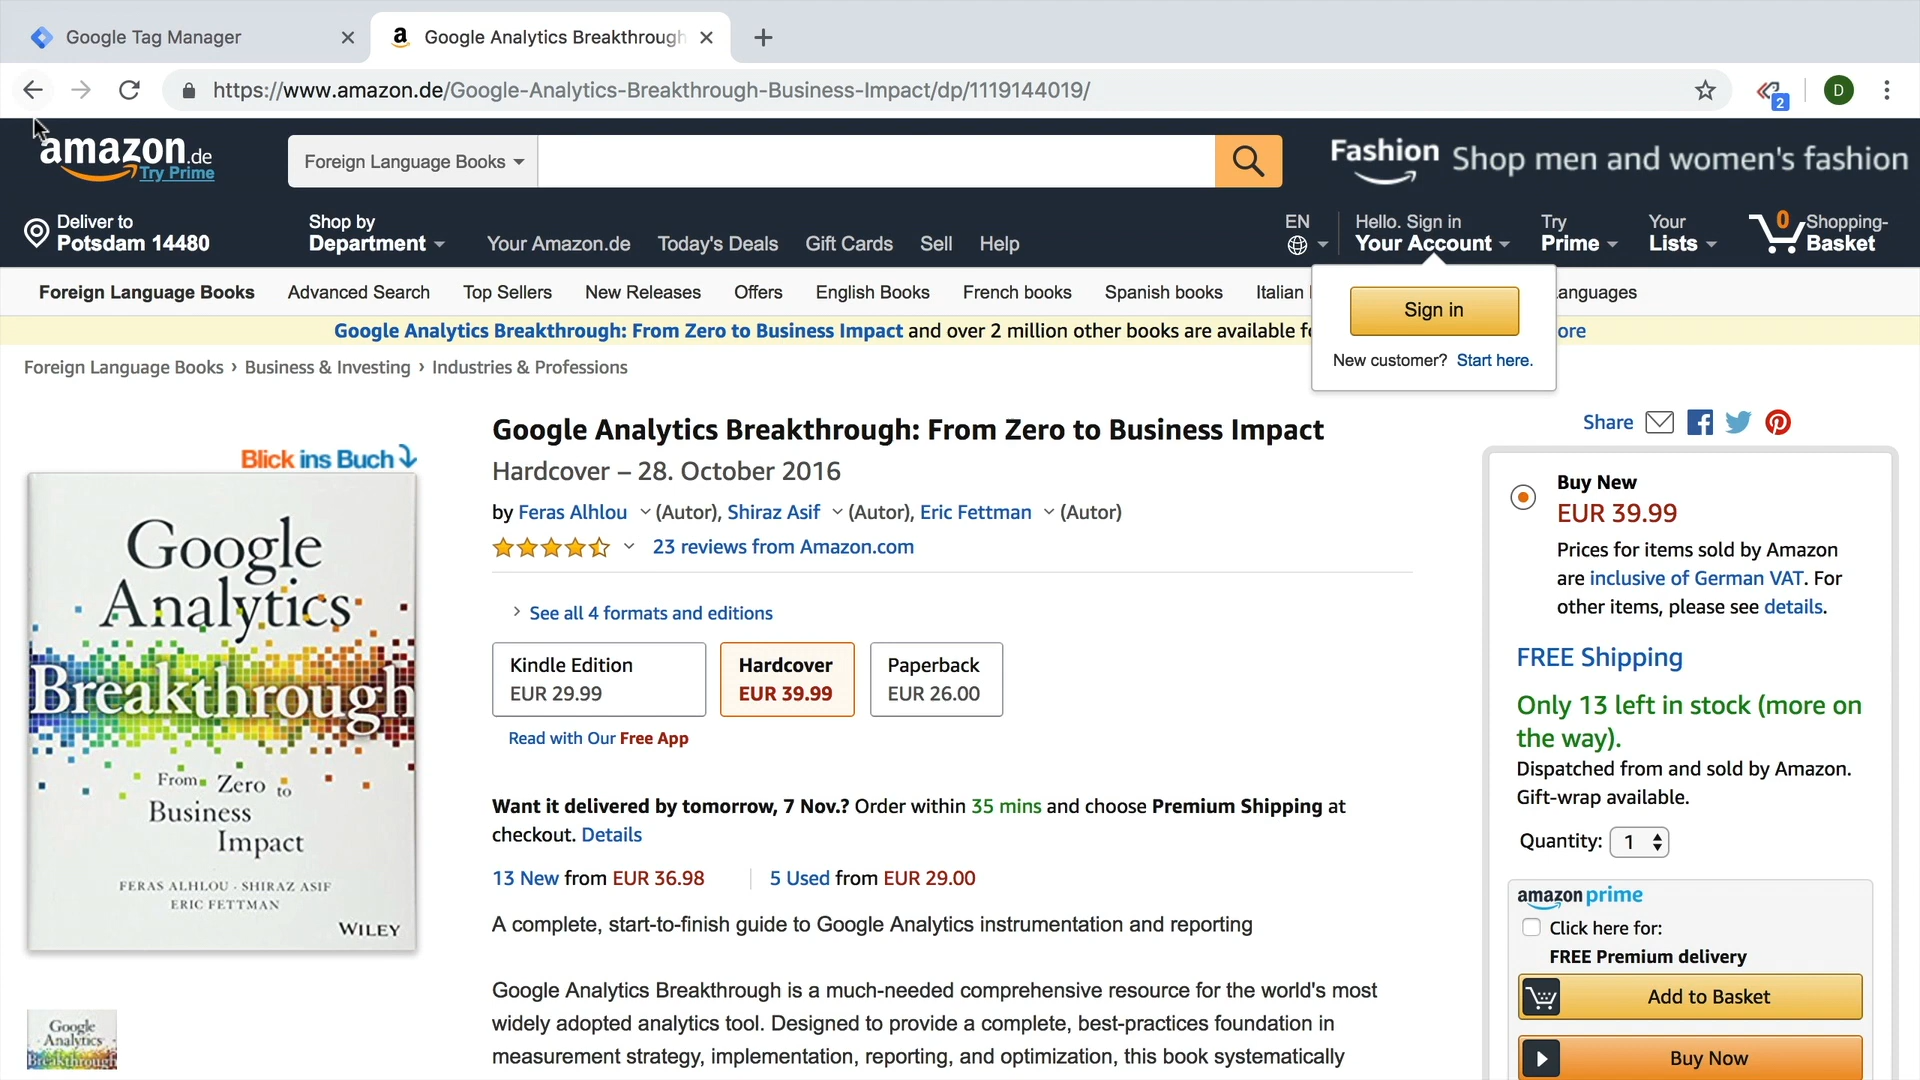 Google Tag Manager
Google Analytics Breakthrough
https://www.amazon.de/Google-Analytics-Breakthrough-Business-Impact/dp/1119144019/
2
D
amazon.de
Try Prime
Foreign Language Books
Fashion Shop men and women's fashion
Deliver to
Potsdam 14480
Shop by
Department
Your Amazon.de
Today's Deals
Gift Cards
Sell
Help
EN
Hello. Sign in
Your Account
Try
Prime
Your
Lists
0
Shopping-
Basket
Foreign Language Books
Advanced Search
Top Sellers
New Releases
Offers
English Books
French books
Spanish books
Italian
anguages
Sign in
New customer? Start here.
Google Analytics Breakthrough: From Zero to Business Impact and over 2 million other books are available f
ore
Foreign Language Books › Business & Investing › Industries & Professions
Blick ins Buch
Google
Analytics
Breakthrough
From Zero to
Business
Impact
FERAS ALHLOU · SHIRAZ ASIF
ERIC FETTMAN
WILEY
Google
Analytics
Breakthrough
Google Analytics Breakthrough: From Zero to Business Impact
Hardcover – 28. October 2016
by Feras Alhlou (Autor), Shiraz Asif (Autor), Eric Fettman (Autor)
23 reviews from Amazon.com
See all 4 formats and editions
Kindle Edition
EUR 29.99
Hardcover
EUR 39.99
Paperback
EUR 26.00
Read with Our Free App
Want it delivered by tomorrow, 7 Nov.? Order within 35 mins and choose Premium Shipping at
checkout. Details
13 New from EUR 36.98
5 Used from EUR 29.00
A complete, start-to-finish guide to Google Analytics instrumentation and reporting
Google Analytics Breakthrough is a much-needed comprehensive resource for the world's most
widely adopted analytics tool. Designed to provide a complete, best-practices foundation in
measurement strategy, implementation, reporting, and optimization, this book systematically
Share
Buy New
EUR 39.99
Prices for items sold by Amazon
are inclusive of German VAT. For
other items, please see details.
FREE Shipping
Only 13 left in stock (more on
the way).
Dispatched from and sold by Amazon.
Gift-wrap available.
Quantity: 1
amazon prime
Click here for:
FREE Premium delivery
Add to Basket
Buy Now